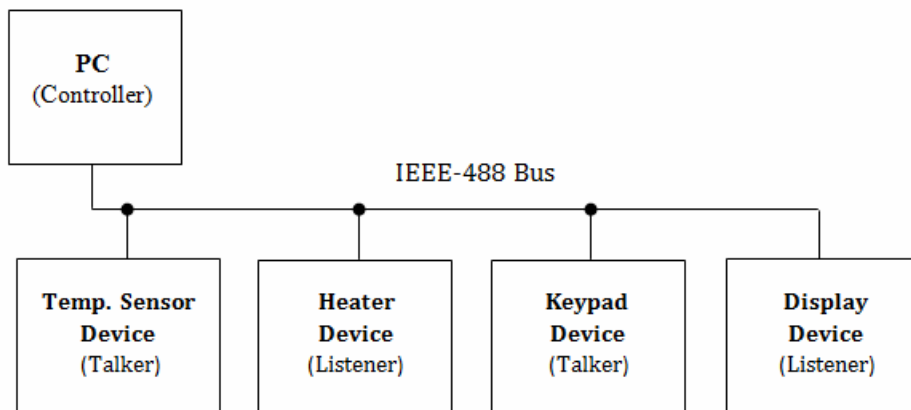 PC
(Controller)
IEEE-488 Bus
Temp. Sensor
Device
(Talker)
Heater
Device
(Listener)
Keypad
Device
(Talker)
Display
Device
(Listener)